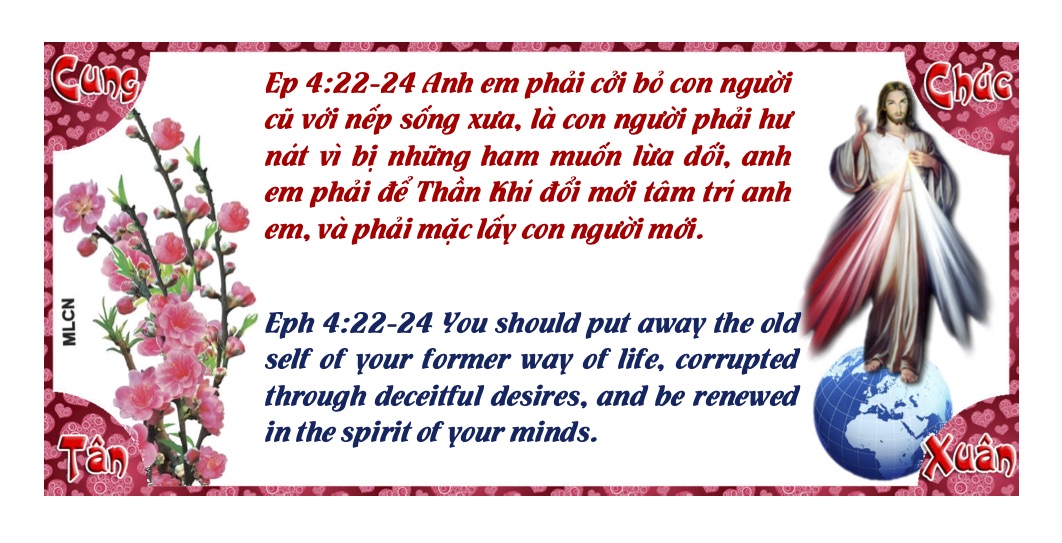 Cung
Chúc
Ep 4:22-24 Anh em phải cởi bỏ con người
cũ với nếp sống xưa, là con người phải hư
nát vì bị những ham muốn lừa dối, anh
em phải để Thần Khí đổi mới tâm trí anh
em, và phải mặc lấy con người mới.
MLCN
Eph 4:22-24 You should put away the old
self of your former way of life, corrupted
through deceitful desires, and be renewed
in the spirit of your minds.
Tân
Xuân